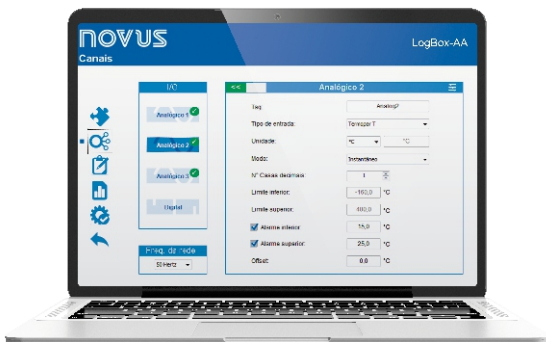 novus
LogBox-AA
Canais
I/O
Analógico 1
Analógico 2
Analógico 3
Digital
Freq. da rede
50 Hertz
<<
Analógico 2
Tag:
Analog2
Tipo de entrada:
Termopar T
Unidade:
°C
°C
Modo:
Instantâneo
N° Casas decimais:
1
Limite inferior:
-160,0 °C
Limite superior:
400,0 °C
Alarme inferior
15,0 °C
Alarme superior:
25,0 °C
Offset:
0,0 °C